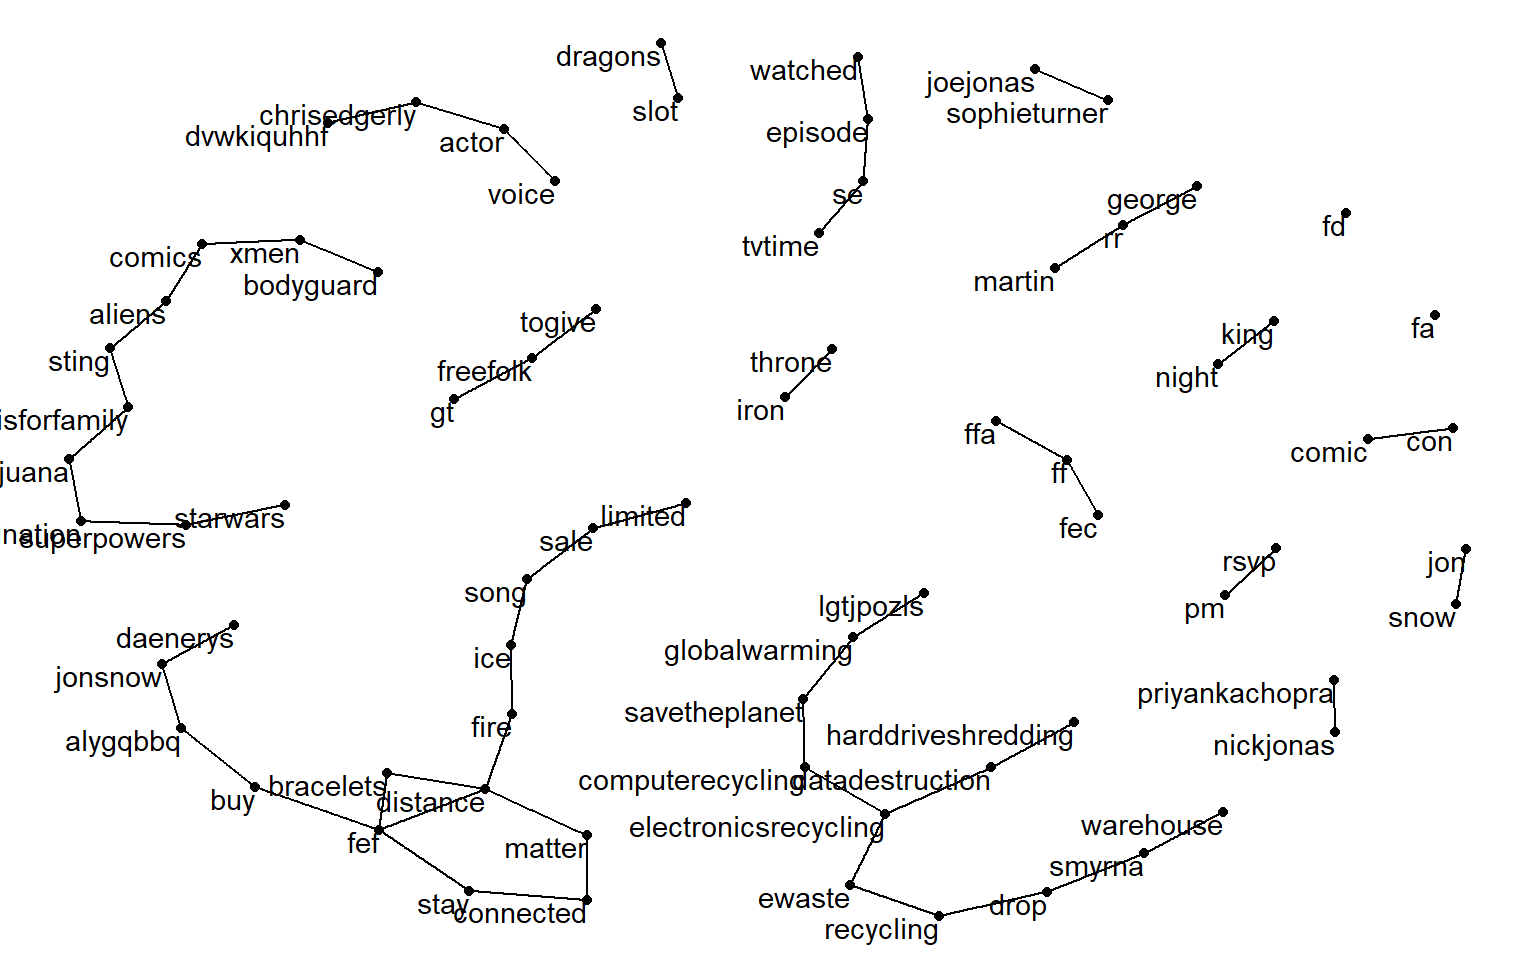 dragons
watched
joejonas
chrisedgerly
slot
sophieturner
dvwkiquhhf
actor
episode
voice
se
george
fd
tvtime
rr
comics
xmen
bodyguard
martin
aliens
togive
king
fa
sting
freefolk
throne
night
gt
iron
isforfamily
ffa
comic
con
juana
ff
starwars
limited
fec
nation
superpowers
sale
song
rsvp
jon
lgtjpozls
pm
snow
daenerys
ice
globalwarming
jonsnow
savetheplanet
priyankachopra
fire
harddriveshredding
alygqbbq
nickjonas
bracelets
computerecycling
datadestruction
buy
distance
electronicsrecycling
warehouse
fef
matter
smyrna
stay
connected
ewaste
drop
recycling